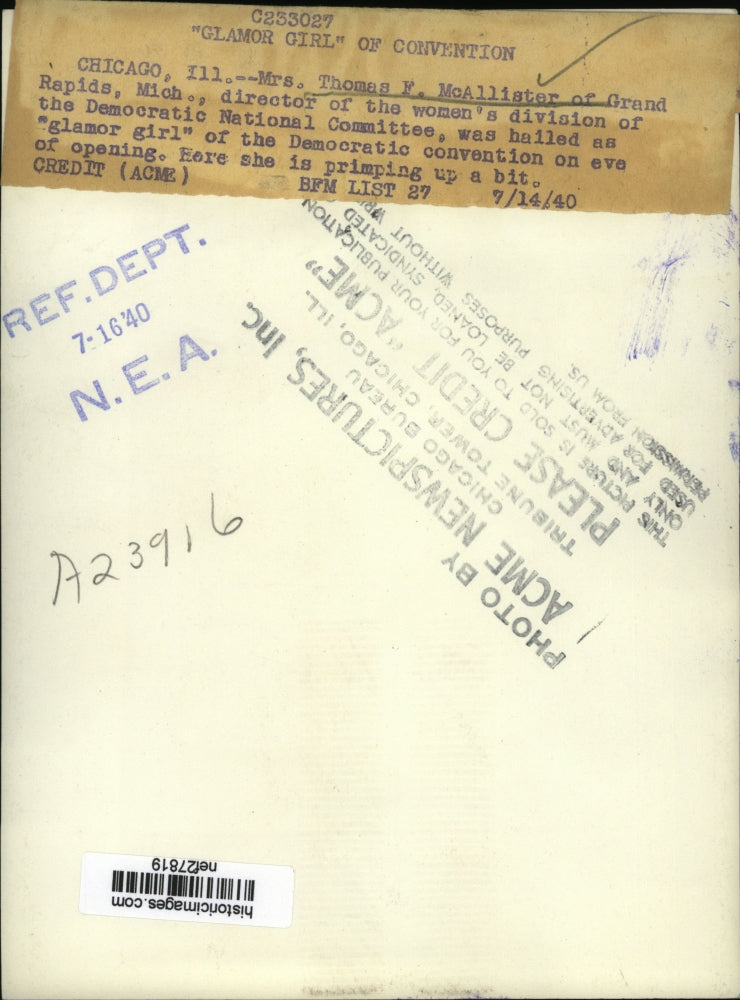 C233027
"GLAMOR GIRL" OF CONVENTION
CHICAGO, Ill.--Mrs. Thomas F. McAllister of Grand
Rapids, Mich., director of the women's division of
the Democratic National Committee, was hailed as
"glamor girl" of the Democratic convention on eve
of opening. Here she is primping up a bit.
CREDIT (ACME)
BFM LIST 27 7/14/40
REF. DEPT.
7-16'40
N.E.A.
PHOTO BY
ACME NEWSPICTURES, Inc.
CHICAGO BUREAU
TRIBUNE TOWER, CHICAGO, ILL.
PLEASE CREDIT "ACME"
THIS PICTURE IS SOLD TO YOU FOR YOUR PUBLICATION
ONLY AND MUST NOT BE LOANED SYNDICATED
USED FOR ADVERTISING PURPOSES WITHOUT
PERMISSION FROM US.
A23916
historicimages.com
nef27819